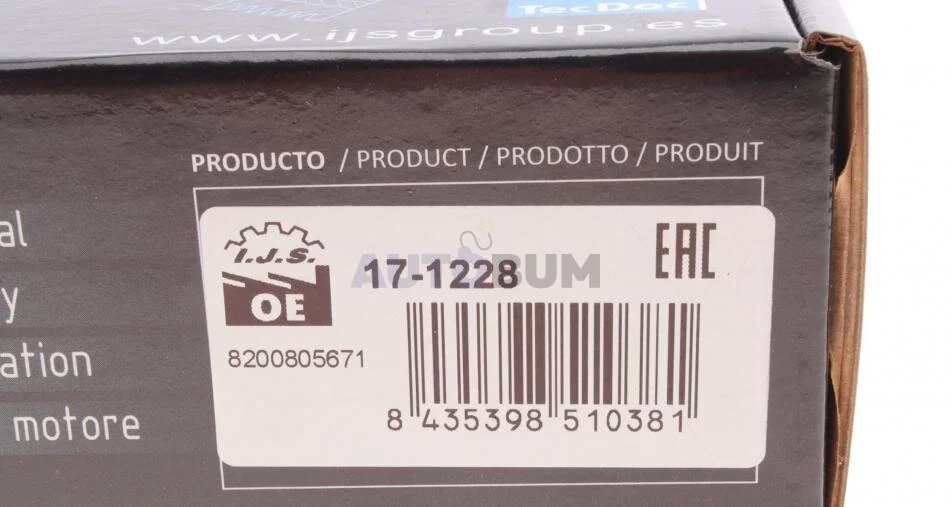 TecDoc
www.ijsgroup.es
PRODUCTO / PRODUCT / PRODOTTO / PRODUIT
al
y
ation
motore
I.J.S.
OE
8200805671
17-1228
AUTOBUM
EAC
8 435398 510381